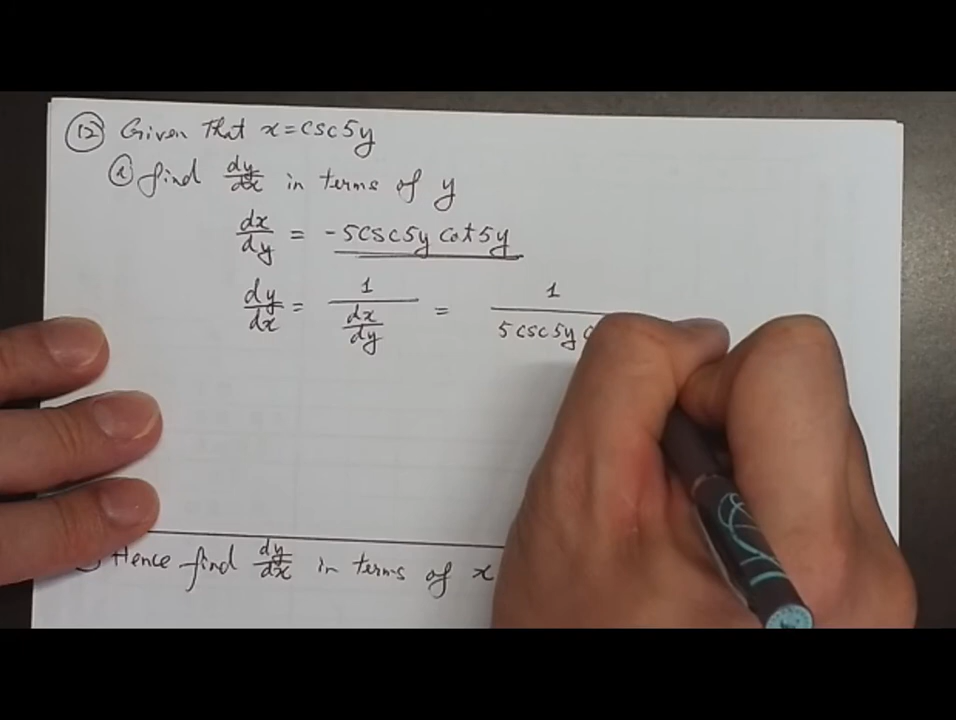 12 Given that x = csc5y
a find dy/dx in terms of y
dx/dy = -5csc5y cot5y
dy/dx = 1/(dx/dy) = 1/(5csc5y
Hence find dy/dx in terms of x